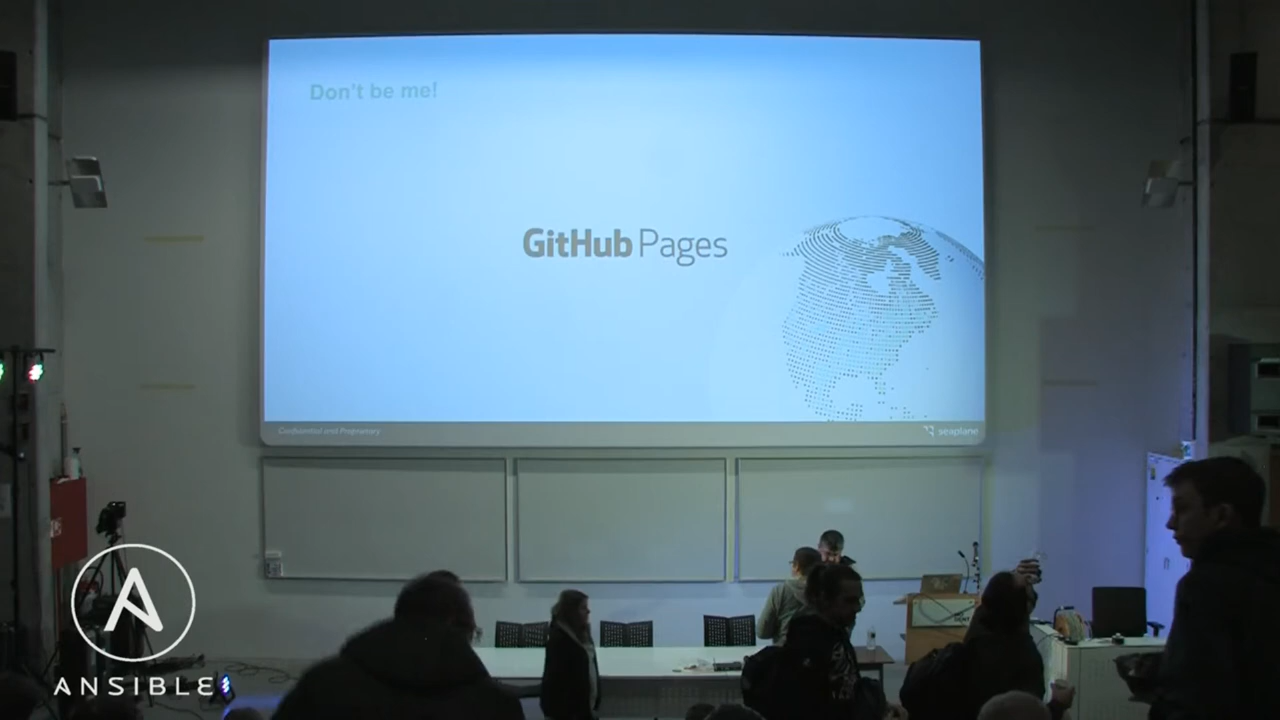 Don't be me!
GitHub Pages
Confidential and Proprietary
seaplane
ANSIBLE